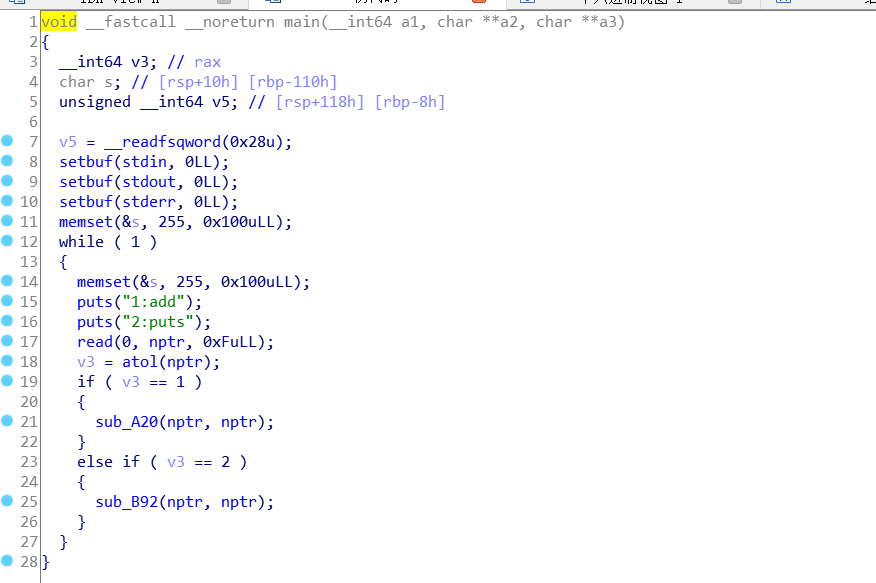 1 void __fastcall __noreturn main(__int64 a1, char **a2, char **a3)
2 {
3 __int64 v3; // rax
4 char s; // [rsp+10h] [rbp-110h]
5 unsigned __int64 v5; // [rsp+118h] [rbp-8h]
6
7 v5 = __readfsqword(0x28u);
8 setbuf(stdin, 0LL);
9 setbuf(stdout, 0LL);
10 setbuf(stderr, 0LL);
11 memset(&s, 255, 0x100uLL);
12 while ( 1 )
13 {
14 memset(&s, 255, 0x100uLL);
15 puts("1:add");
16 puts("2:puts");
17 read(0, nptr, 0xFuLL);
18 v3 = atol(nptr);
19 if ( v3 == 1 )
20 {
21 sub_A20(nptr, nptr);
22 }
23 else if ( v3 == 2 )
24 {
25 sub_B92(nptr, nptr);
26 }
27 }
28 }